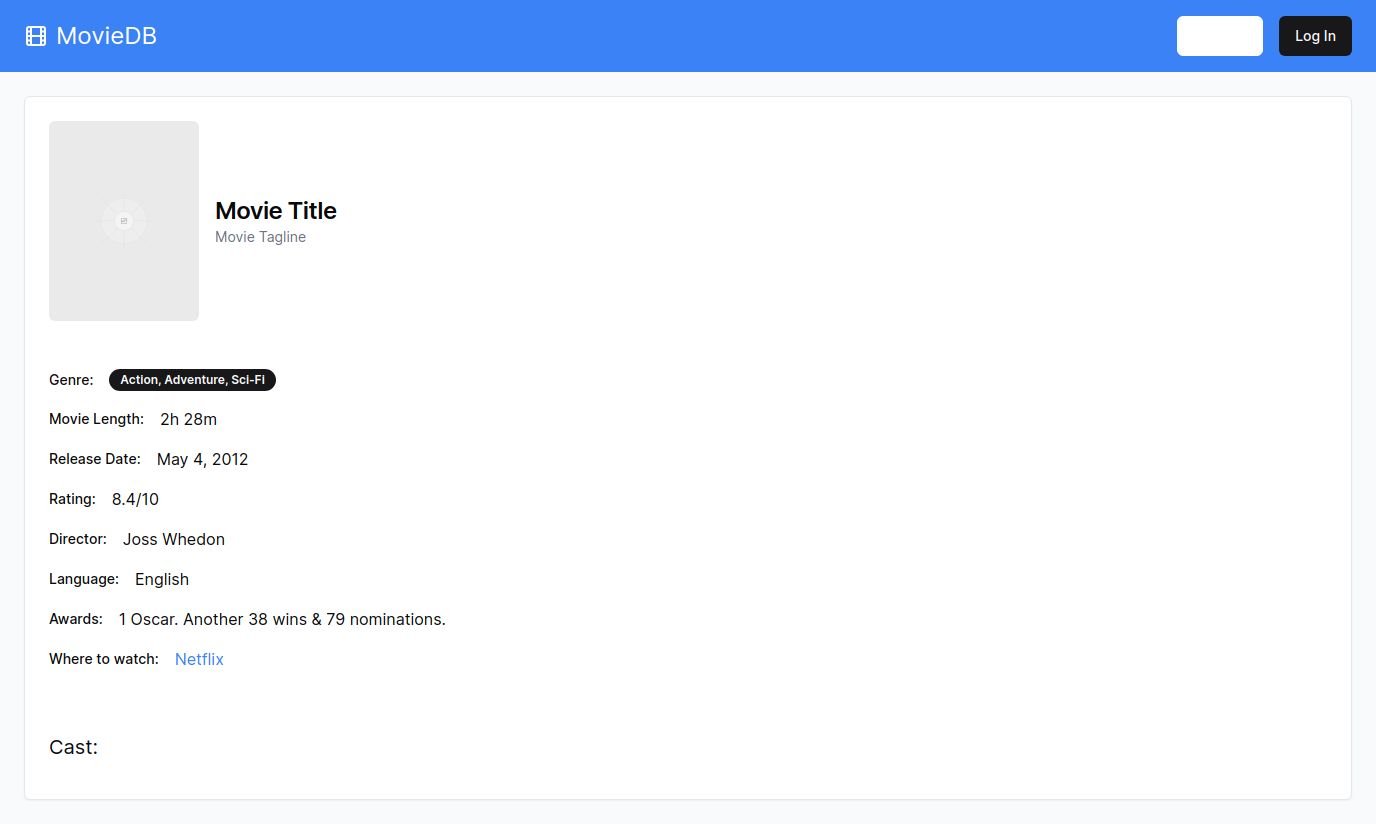 MovieDB
Log In
Movie Title
Movie Tagline
Genre: Action, Adventure, Sci-Fi
Movie Length: 2h 28m
Release Date: May 4, 2012
Rating: 8.4/10
Director: Joss Whedon
Language: English
Awards: 1 Oscar. Another 38 wins & 79 nominations.
Where to watch: Netflix
Cast: